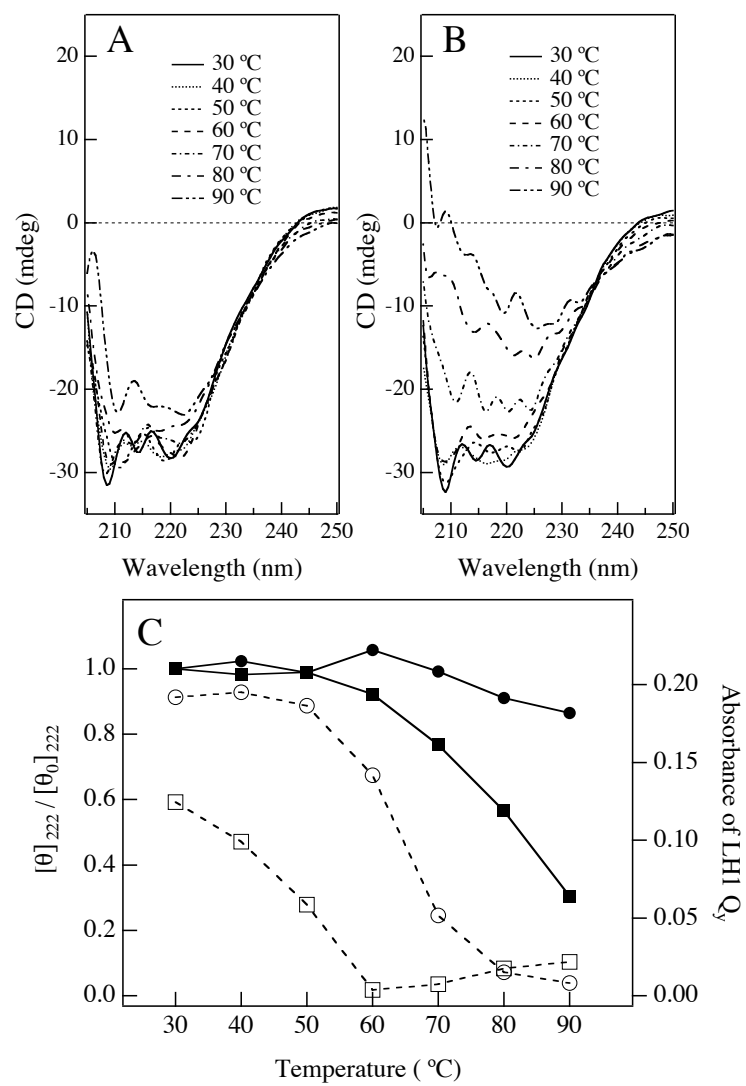 A
30 ºC
40 ºC
50 ºC
60 ºC
70 ºC
80 ºC
90 ºC
20
10
0
-10
-20
-30
CD (mdeg)
210 220 230 240 250
Wavelength (nm)
B
30 ºC
40 ºC
50 ºC
60 ºC
70 ºC
80 ºC
90 ºC
20
10
0
-10
-20
-30
CD (mdeg)
210 220 230 240 250
Wavelength (nm)
C
1.0
0.8
0.6
0.4
0.2
0.0
[θ]222 / [θ0]222
0.20
0.15
0.10
0.05
0.00
Absorbance of LH1 Qy
30 40 50 60 70 80 90
Temperature ( ºC)